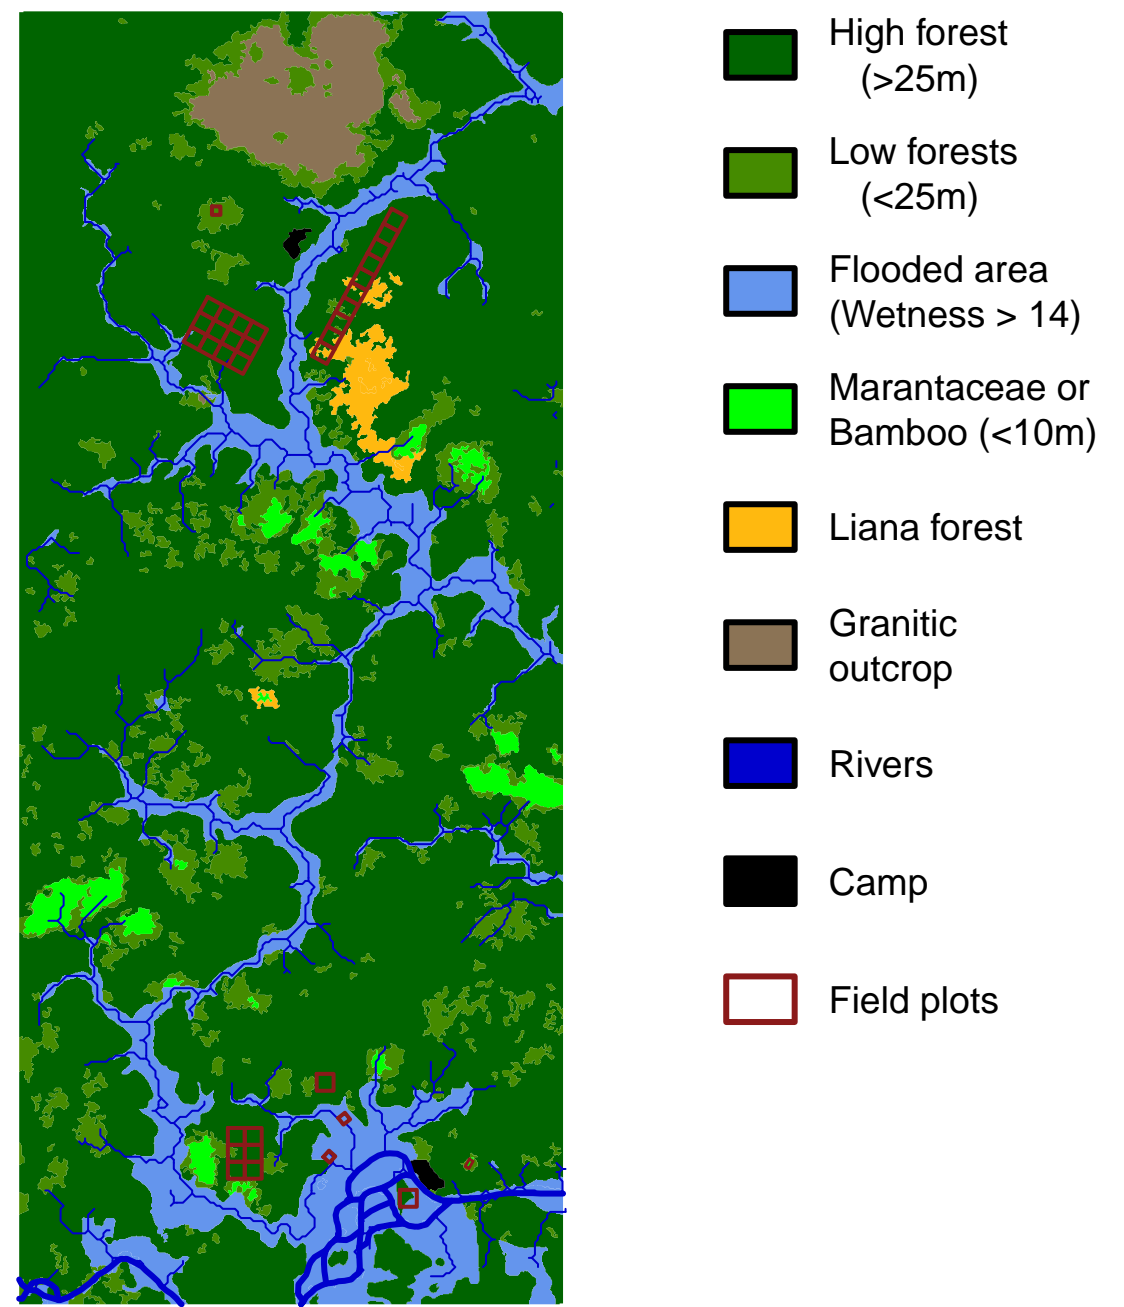 High forest
(>25m)
Low forests
(<25m)
Flooded area
(Wetness > 14)
Marantaceae or
Bamboo (<10m)
Liana forest
Granitic
outcrop
Rivers
Camp
Field plots